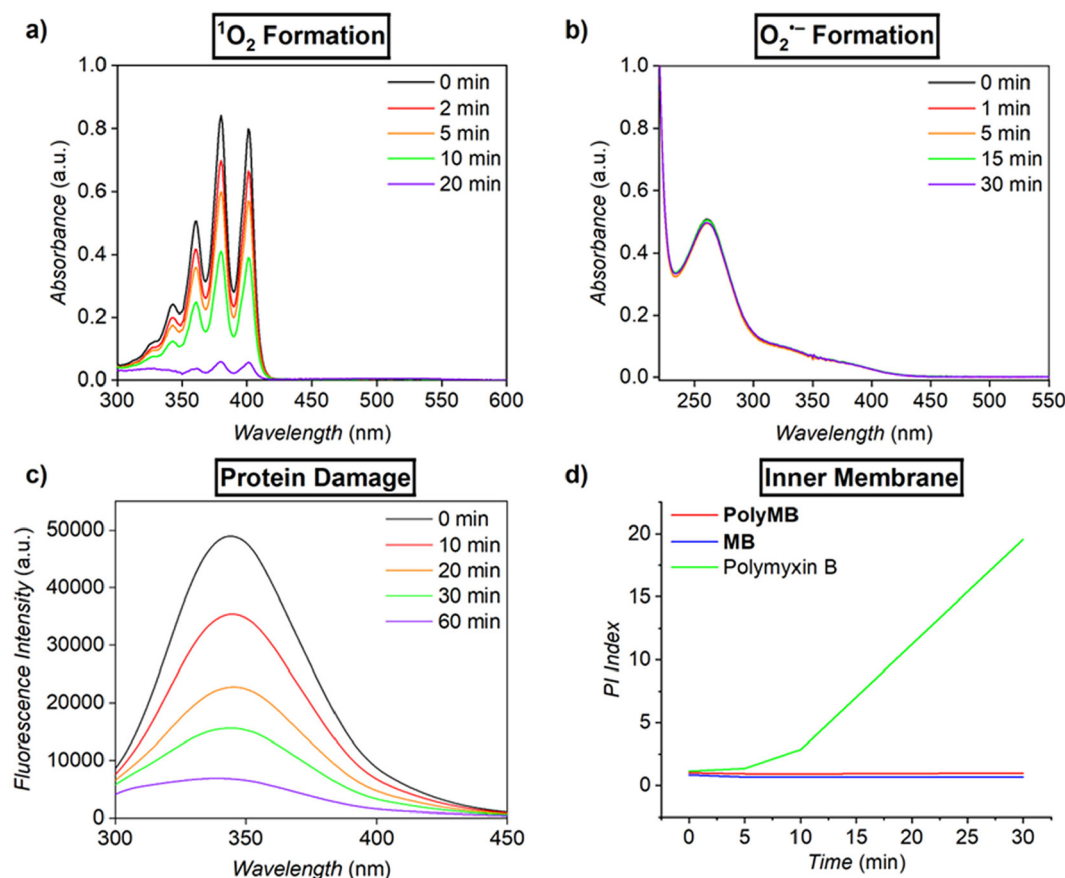 a)
¹O₂ Formation
Absorbance (a.u.)
1.0
0.8
0.6
0.4
0.2
0.0
0 min
2 min
5 min
10 min
20 min
300 350 400 450 500 550 600
Wavelength (nm)
b)
O₂•– Formation
Absorbance (a.u.)
1.0
0.8
0.6
0.4
0.2
0.0
0 min
1 min
5 min
15 min
30 min
250 300 350 400 450 500 550
Wavelength (nm)
c)
Protein Damage
Fluorescence Intensity (a.u.)
50000
40000
30000
20000
10000
0
0 min
10 min
20 min
30 min
60 min
300 350 400 450
Wavelength (nm)
d)
Inner Membrane
PI Index
20
15
10
5
0
PolyMB
MB
Polymyxin B
0 5 10 15 20 25 30
Time (min)